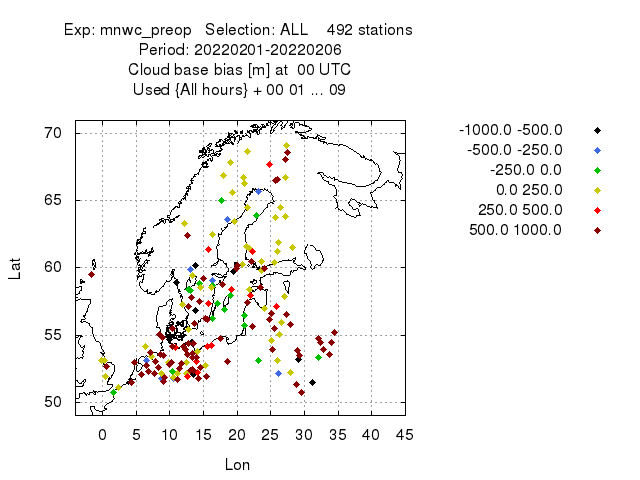 Exp: mnwc_preop Selection: ALL 492 stations
Period: 20220201-20220206
Cloud base bias [m] at 00 UTC
Used {All hours} + 00 01 ... 09
-1000.0 -500.0
-500.0 -250.0
-250.0 0.0
0.0 250.0
250.0 500.0
500.0 1000.0
70
65
60
55
50
Lat
0 5 10 15 20 25 30 35 40 45
Lon